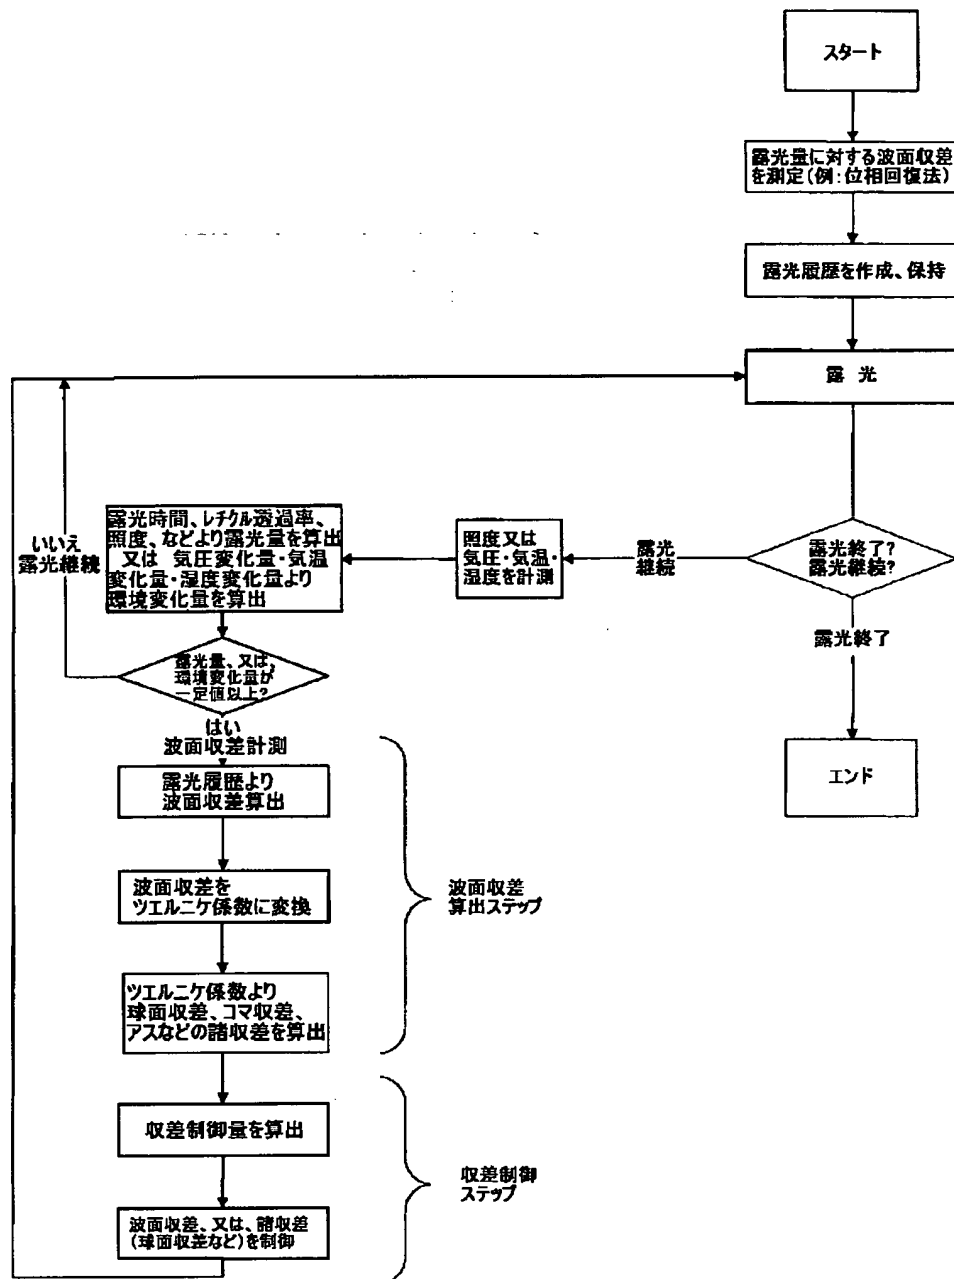 スタート
露光量に対する波面収差
を測定(例:位相回復法)
露光履歴を作成、保持
露 光
露光終了?
露光継続?
露光終了
エンド
露光
継続
照度又は
気圧・気温・
湿度を計測
露光時間、レチクル透過率、
照度、などより露光量を算出
又は 気圧変化量・気温
変化量・湿度変化量より
環境変化量を算出
いいえ
露光継続
露光量、又は、
環境変化量が
一定値以上?
はい
波面収差計測
露光履歴より
波面収差算出
波面収差を
ツエルニケ係数に変換
ツエルニケ係数より
球面収差、コマ収差、
アスなどの諸収差を算出
波面収差
算出ステップ
収差制御量を算出
波面収差、又は、諸収差
(球面収差など)を制御
収差制御
ステップ